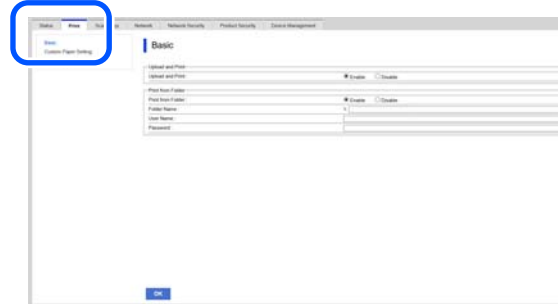 Status Print Network Network Security Product Security Device Management
Basic
Custom Paper Setting
Basic
Upload and Print
Upload and Print: Enable Disable
Print from Folder
Print from Folder: Enable Disable
Folder Name: \
User Name:
Password:
OK